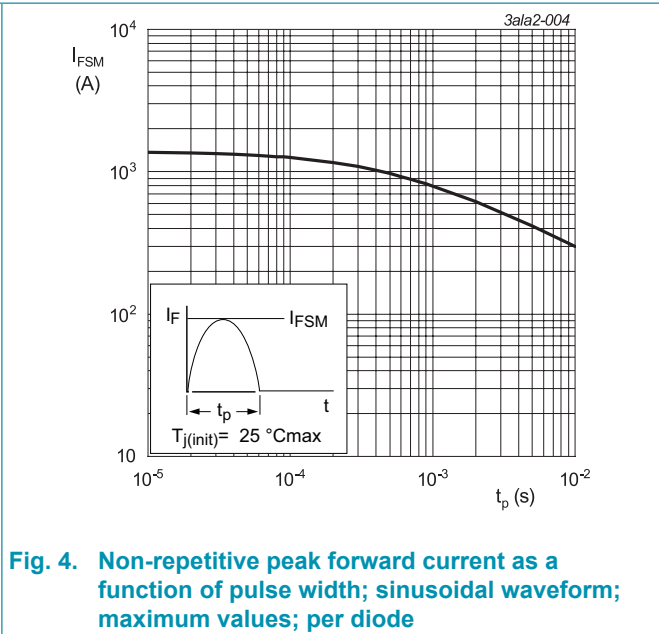 3ala2-004
I_FSM
(A)
10^4
10^3
10^2
10
I_F
I_FSM
t_p
t
T_j(init)= 25 °Cmax
10^-5
10^-4
10^-3
10^-2
t_p (s)
Fig. 4. Non-repetitive peak forward current as a
function of pulse width; sinusoidal waveform;
maximum values; per diode